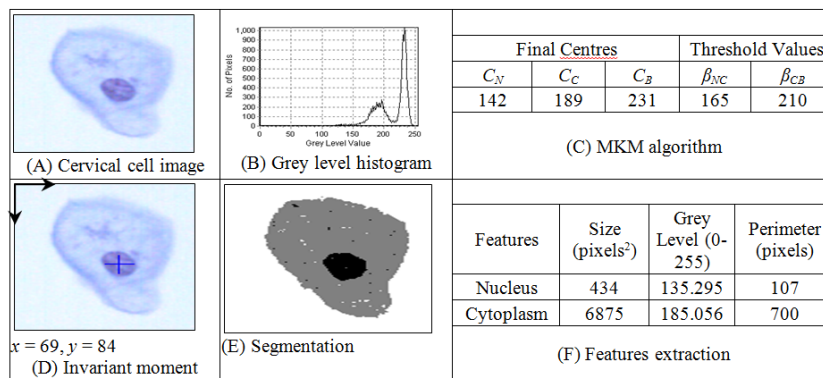 (A) Cervical cell image
No. of Pixels
1,000
900
800
700
600
500
400
300
200
100
0
0 50 100 150 200 250
Grey Level Value
(B) Grey level histogram
Final Centres Threshold Values
C_N C_C C_B β_NC β_CB
142 189 231 165 210
(C) MKM algorithm
x = 69, y = 84
(D) Invariant moment
(E) Segmentation
Features Size (pixels²) Grey Level (0-255) Perimeter (pixels)
Nucleus 434 135.295 107
Cytoplasm 6875 185.056 700
(F) Features extraction